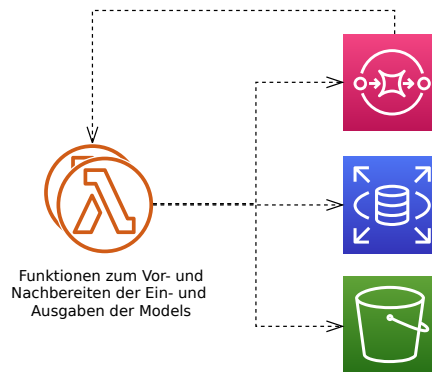 Funktionen zum Vor- und
Nachbereiten der Ein- und
Ausgaben der Models